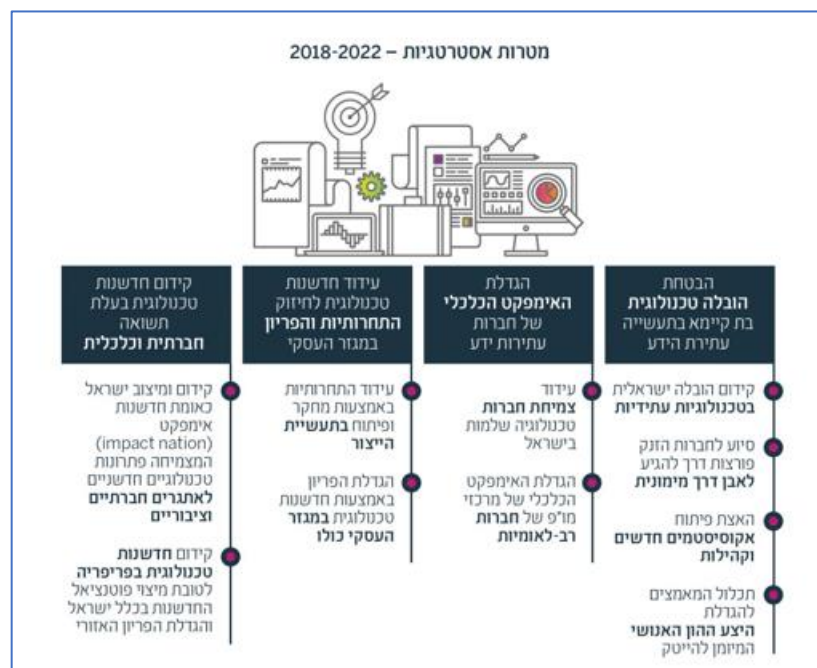 מטרות אסטרטגיות – 2018-2022
הבטחת
הובלה טכנולוגית
בת קיימא בתעשייה
עתירת הידע
קידום הובלה ישראלית
בטכנולוגיות עתידיות
סיוע לחברות הזנק
פורצות דרך להגיע
לאבן דרך מימונית
האצת פיתוח
אקוסיסטמים חדשים
וקהילות
תכלול המאמצים
להגדלת
היצע ההון האנושי
המיומן להייטק
הגדלת
האימפקט הכלכלי
של חברות
עתירות ידע
עידוד
צמיחת חברות
טכנולוגיה שלמות
בישראל
הגדלת האימפקט
הכלכלי של מרכזי
מו"פ של חברות
רב-לאומיות
עידוד חדשנות
טכנולוגית לחיזוק
התחרותיות והפריון
במגזר העסקי
עידוד התחרותיות
באמצעות מחקר
ופיתוח בתעשיית
הייצור
הגדלת הפריון
באמצעות חדשנות
טכנולוגית במגזר
העסקי כולו
קידום חדשנות
טכנולוגית בעלת
תשואה
חברתית וכלכלית
קידום ומיצוב ישראל
כאומת חדשנות
אימפקט
(impact nation)
המצמיחה פתרונות
טכנולוגיים חדשניים
לאתגרים חברתיים
וציבוריים
קידום חדשנות
טכנולוגית בפריפריה
לטובת מיצוי פוטנציאל
החדשנות בכלל ישראל
והגדלת הפריון האזורי